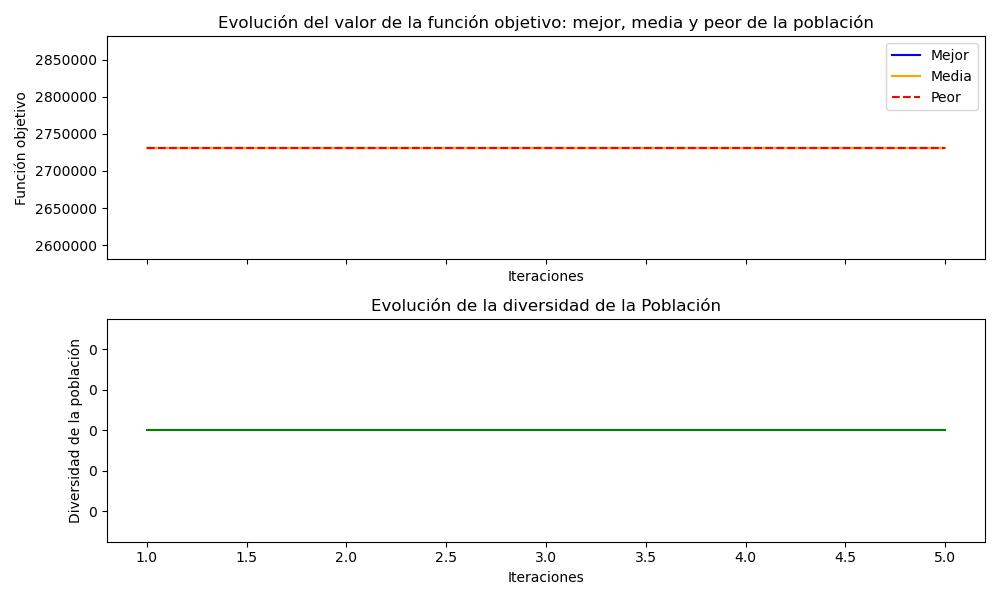 Evolución del valor de la función objetivo: mejor, media y peor de la población
Función objetivo
2850000
2800000
2750000
2700000
2650000
2600000
Mejor
Media
Peor
Iteraciones
Evolución de la diversidad de la Población
Diversidad de la población
0
0
0
0
0
1.0 1.5 2.0 2.5 3.0 3.5 4.0 4.5 5.0
Iteraciones